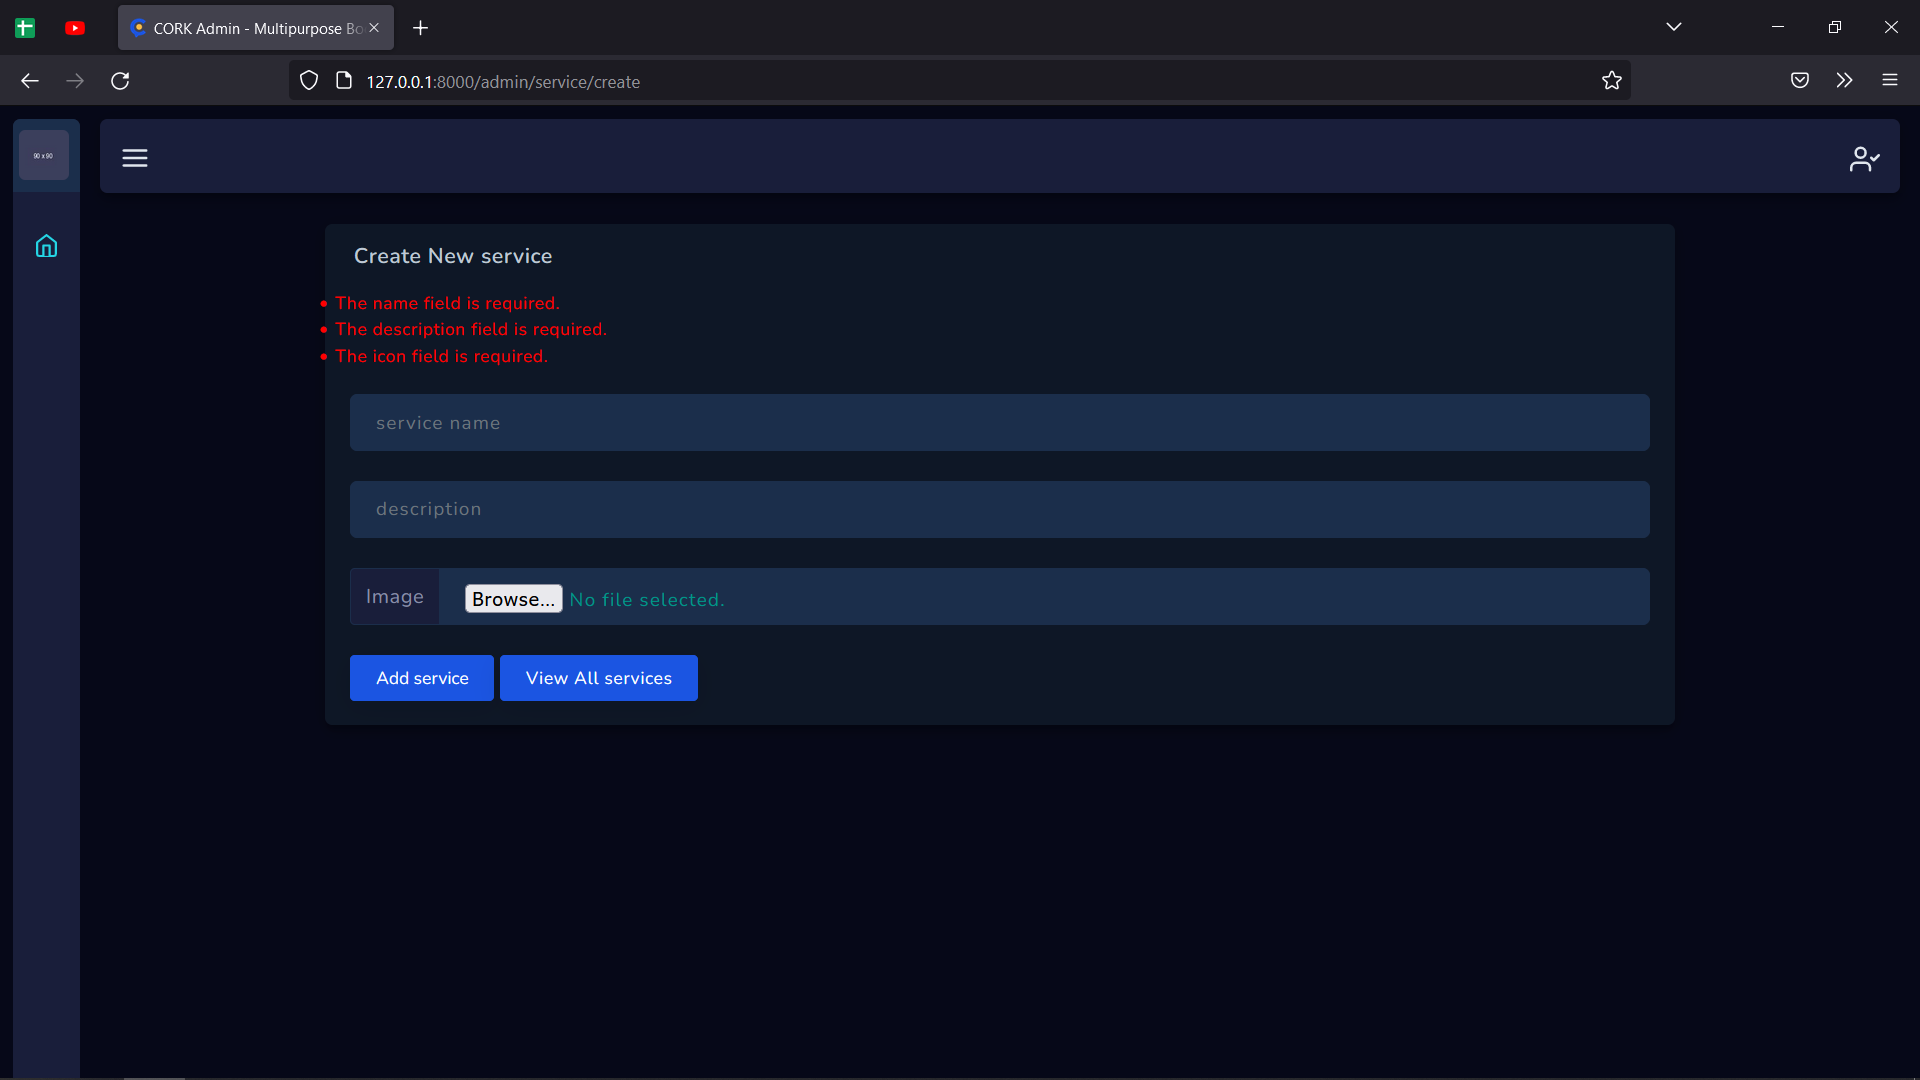 CORK Admin - Multipurpose Bo
127.0.0.1:8000/admin/service/create
90 x 90
Create New service
• The name field is required.
• The description field is required.
• The icon field is required.
service name
description
Image Browse... No file selected.
Add service View All services